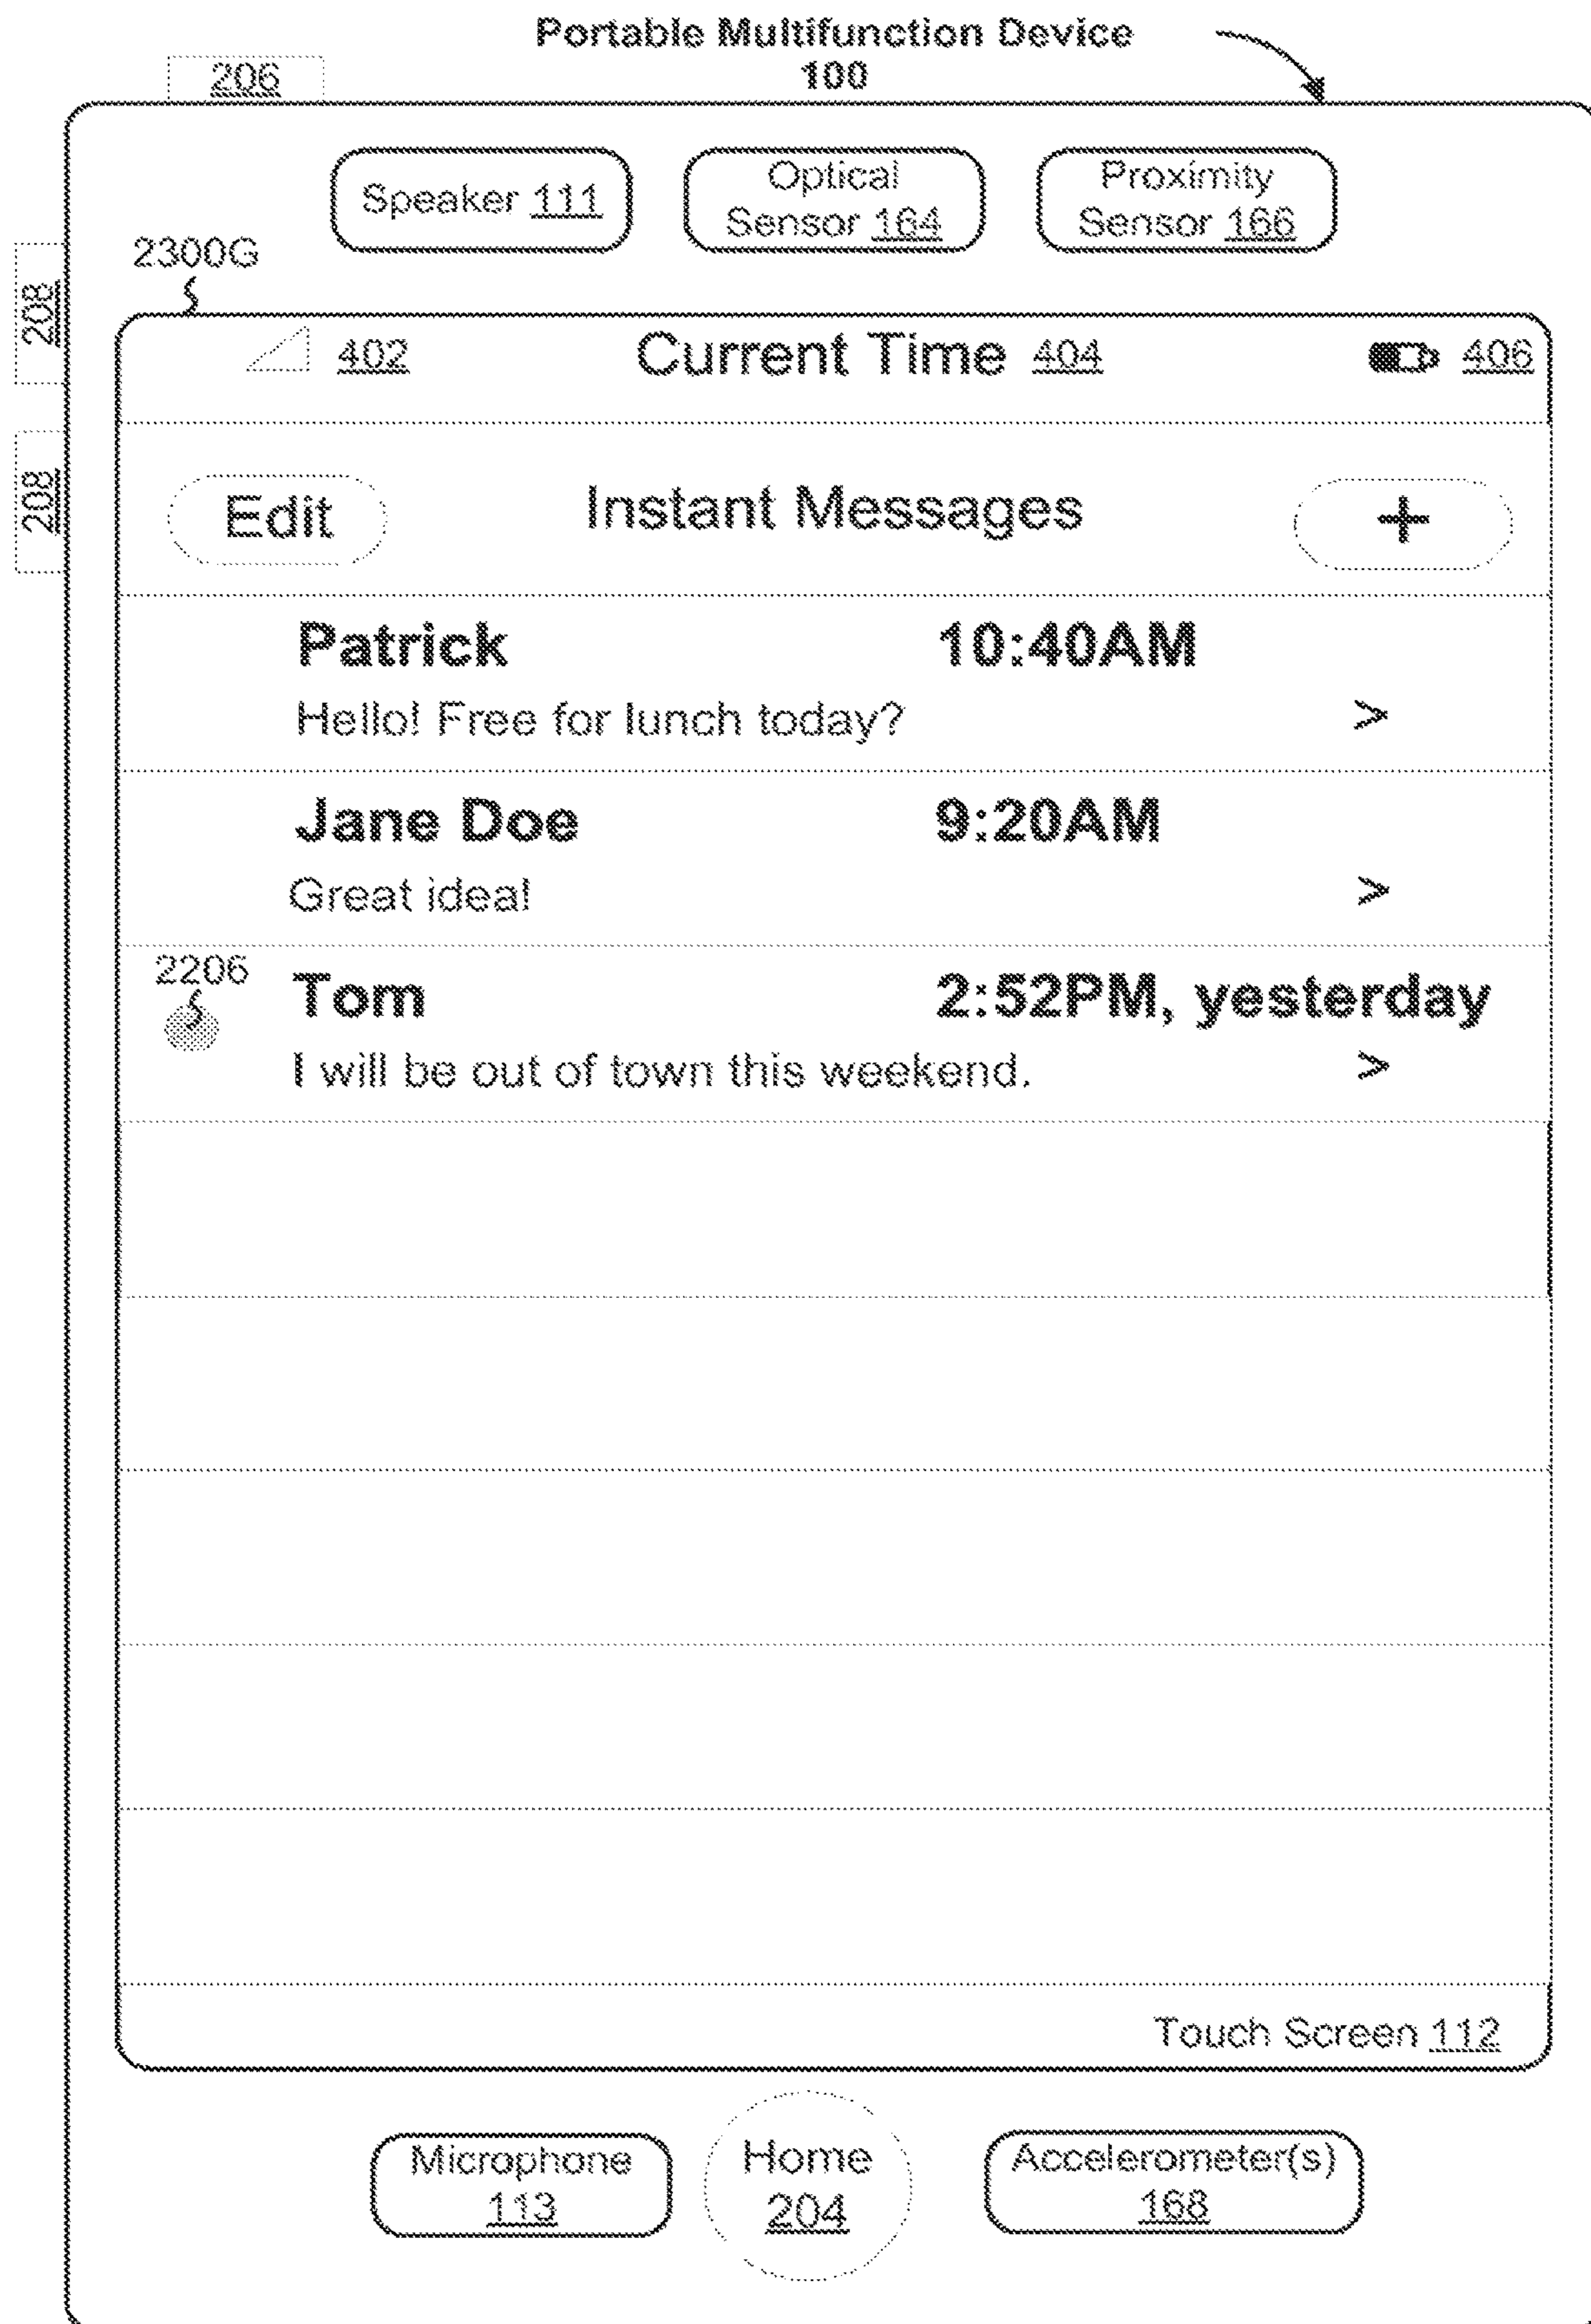 Portable Multifunction Device
100
206
Speaker 111
Optical
Sensor 164
Proximity
Sensor 166
2300G
208
208
402
Current Time 404
406
Edit
Instant Messages
+
Patrick
10:40AM
Hello! Free for lunch today?
>
Jane Doe
9:20AM
Great idea!
>
2206
Tom
2:52PM, yesterday
I will be out of town this weekend.
>
Touch Screen 112
Microphone
113
Home
204
Accelerometer(s)
168